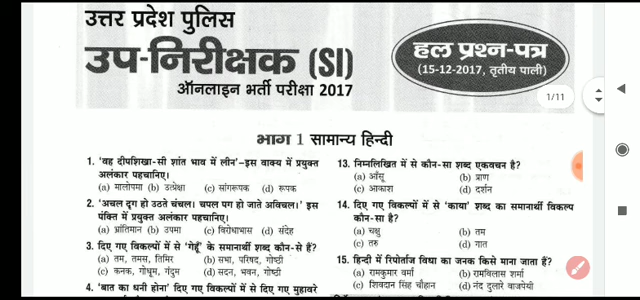 उत्तर प्रदेश पुलिस
उप-निरीक्षक (SI)
ऑनलाइन भर्ती परीक्षा 2017
हल प्रश्न-पत्र
(15-12-2017, तृतीय पाली)
1/11
भाग 1 सामान्य हिन्दी
1. 'वह दीपशिखा-सी शांत भाव में लीन'–इस वाक्य में प्रयुक्त
अलंकार पहचानिए।
(a) मालोपमा (b) उत्प्रेक्षा (c) सांगरूपक (d) रूपक
2. 'अचल दृग हो उठते चंचल। चपल पग हो जाते अविचल।' इस
पंक्ति में प्रयुक्त अलंकार पहचानिए।
(a) भ्रांतिमान (b) उपमा (c) विरोधाभास (d) संदेह
3. दिए गए विकल्पों में से 'गेहूँ' के समानार्थी शब्द कौन-से हैं?
(a) तम, तमस, तिमिर (b) सभा, परिषद, गोष्ठी
(c) कनक, गोधूम, गंदुम (d) सदन, भवन, गोष्ठी
4. 'बात का धनी होना' दिए गए विकल्पों में से दिए गए मुहावरे
13. निम्नलिखित में से कौन-सा शब्द एकवचन है?
(a) आँसू (b) प्राण
(c) आकाश (d) दर्शन
14. दिए गए विकल्पों में से 'काया' शब्द का समानार्थी विकल्प
कौन-सा है?
(a) चक्षु (b) तम
(c) तरु (d) गात
15. हिन्दी में रिपोर्ताज विधा का जनक किसे माना जाता है?
(a) रामकुमार वर्मा (b) रामविलास शर्मा
(c) शिवदान सिंह चौहान (d) नंद दुलारे वाजपेयी